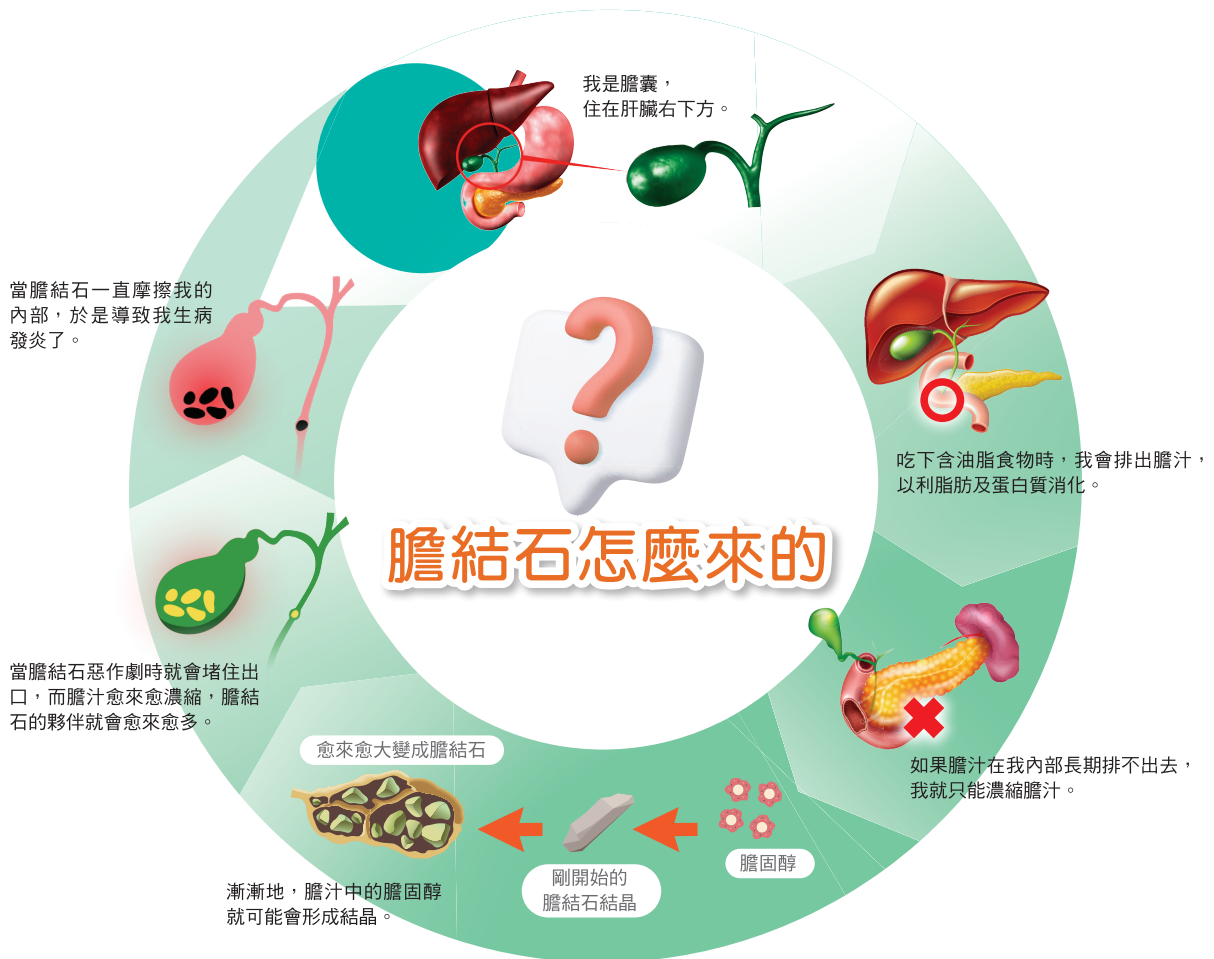 我是膽囊，
住在肝臟右下方。
吃下含油脂食物時，我會排出膽汁，
以利脂肪及蛋白質消化。
如果膽汁在我內部長期排不出去，
我就只能濃縮膽汁。
膽固醇
剛開始的
膽結石結晶
愈來愈大變成膽結石
漸漸地，膽汁中的膽固醇
就可能會形成結晶。
當膽結石惡作劇時就會堵住出
口，而膽汁愈來愈濃縮，膽結
石的夥伴就會愈來愈多。
當膽結石一直摩擦我的
內部，於是導致我生病
發炎了。
膽結石怎麼來的